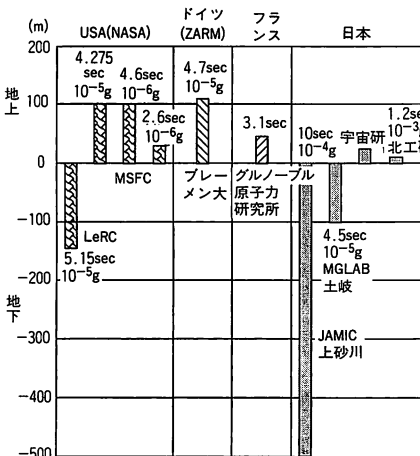 (m)
USA(NASA)
ドイツ
(ZARM)
フラ
ンス
日本
200
100
0
-100
-200
-300
-400
-500
地上
地下
4.275
sec
10⁻⁵g
4.6sec
10⁻⁶g
2.6sec
10⁻⁶g
4.7sec
10⁻⁵g
3.1sec
10sec
10⁻⁴g
宇宙研
1.2se
10⁻³
北工
MSFC
ブレー
メン大
グルノーブル
原子力
研究所
LeRC
5.15sec
10⁻⁵g
4.5sec
10⁻⁵g
MGLAB
土岐
JAMIC
上砂川